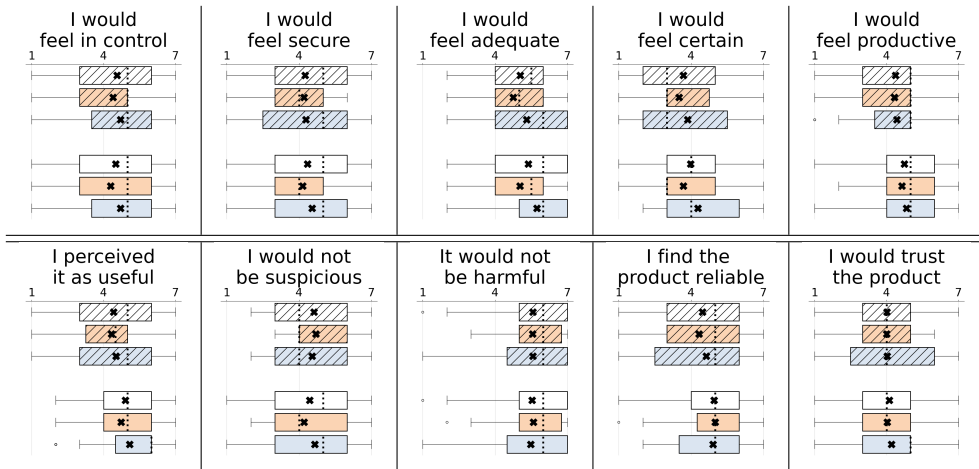 I would
feel in control
1 4 7
I would
feel secure
1 4 7
I would
feel adequate
1 4 7
I would
feel certain
1 4 7
I would
feel productive
1 4 7
I perceived
it as useful
1 4 7
I would not
be suspicious
1 4 7
It would not
be harmful
1 4 7
I find the
product reliable
1 4 7
I would trust
the product
1 4 7